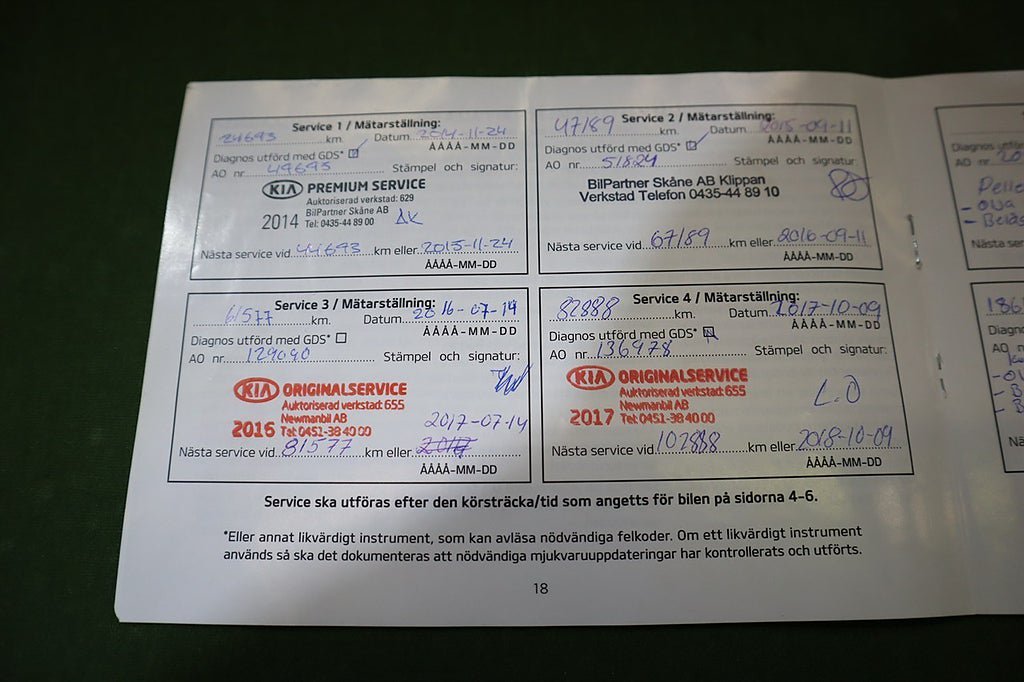 Service 1 / Mätarställning:
24693 km. Datum 2014-11-24
ÅÅÅÅ-MM-DD
Diagnos utförd med GDS*
AO nr. 49695 Stämpel och signatur:
KIA PREMIUM SERVICE
Auktoriserad verkstad: 629
BilPartner Skåne AB
2014 Tel: 0435-44 89 00
Nästa service vid 44693 km eller 2015-11-24
ÅÅÅÅ-MM-DD
Service 2 / Mätarställning:
47189 km. Datum 2015-09-11
ÅÅÅÅ-MM-DD
Diagnos utförd med GDS*
AO nr. 51824 Stämpel och signatur:
BilPartner Skåne AB Klippan
Verkstad Telefon 0435-44 89 10
Nästa service vid 67189 km eller 2016-09-11
ÅÅÅÅ-MM-DD
Service 3 / Mätarställning:
61577 km. Datum 2016-07-14
ÅÅÅÅ-MM-DD
Diagnos utförd med GDS*
AO nr. 129090 Stämpel och signatur:
KIA ORIGINALSERVICE
Auktoriserad verkstad: 655
Newmanbil AB
2016 Tel: 0451-38 40 00
2017-07-14
Nästa service vid 81577 km eller
ÅÅÅÅ-MM-DD
Service 4 / Mätarställning:
82888 km. Datum 2017-10-09
ÅÅÅÅ-MM-DD
Diagnos utförd med GDS*
AO nr. 136978 Stämpel och signatur:
KIA ORIGINALSERVICE
Auktoriserad verkstad: 655
Newmanbil AB
2017 Tel: 0451-38 40 00
L.O
Nästa service vid 102888 km eller 2018-10-09
ÅÅÅÅ-MM-DD
Service ska utföras efter den körsträcka/tid som angetts för bilen på sidorna 4-6.
*Eller annat likvärdigt instrument, som kan avläsa nödvändiga felkoder. Om ett likvärdigt instrument
används så ska det dokumenteras att nödvändiga mjukvaruuppdateringar har kontrollerats och utförts.
18
AO nr.
Nästa